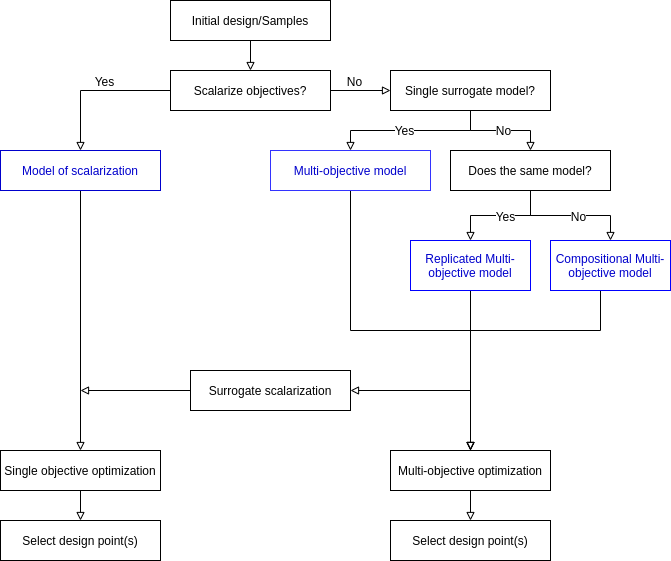 Initial design/Samples
Yes
Scalarize objectives?
No
Single surrogate model?
Yes
No
Model of scalarization
Multi-objective model
Does the same model?
Yes
No
Replicated Multi-
objective model
Compositional Multi-
objective model
Surrogate scalarization
Single objective optimization
Multi-objective optimization
Select design point(s)
Select design point(s)